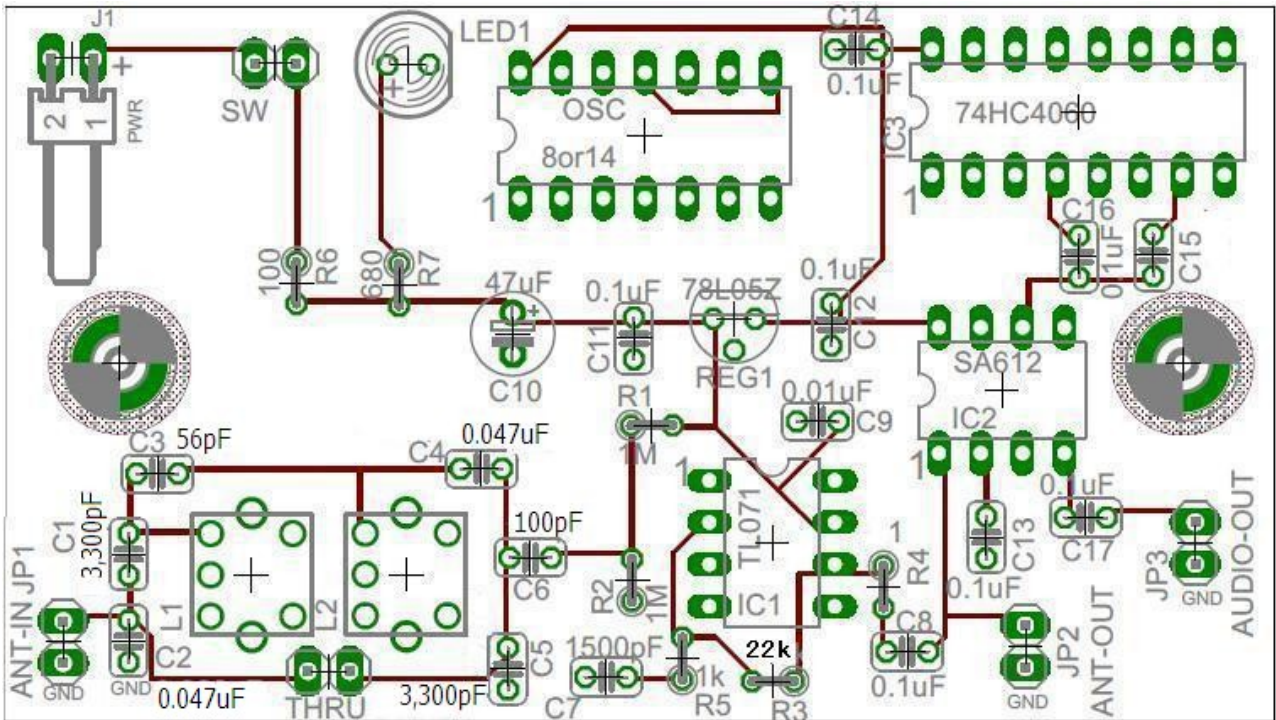 J1
+
2 1
PWR
SW
LED1
+
OSC
8or14
1
C14
0.1uF
74HC4060
IC3
1
C16
0.1uF
C15
100
R6
680
R7
47uF
+
C10
0.1uF
C11
78L05Z
REG1
0.1uF
C12
SA612
IC2
1
R1
1M
0.01uF
C9
C3
56pF
C4
0.047uF
C1
3,300pF
100pF
C6
R2
1M
1
TL071
IC1
1
R4
C13
0.1uF
0.1uF
C17
JP3
GND
AUDIO-OUT
ANT-IN JP1
GND
C2
GND
0.047uF
L1
L2
THRU
3,300pF
C5
1500pF
C7
1k
R5
22k
R3
C8
0.1uF
JP2
GND
ANT-OUT